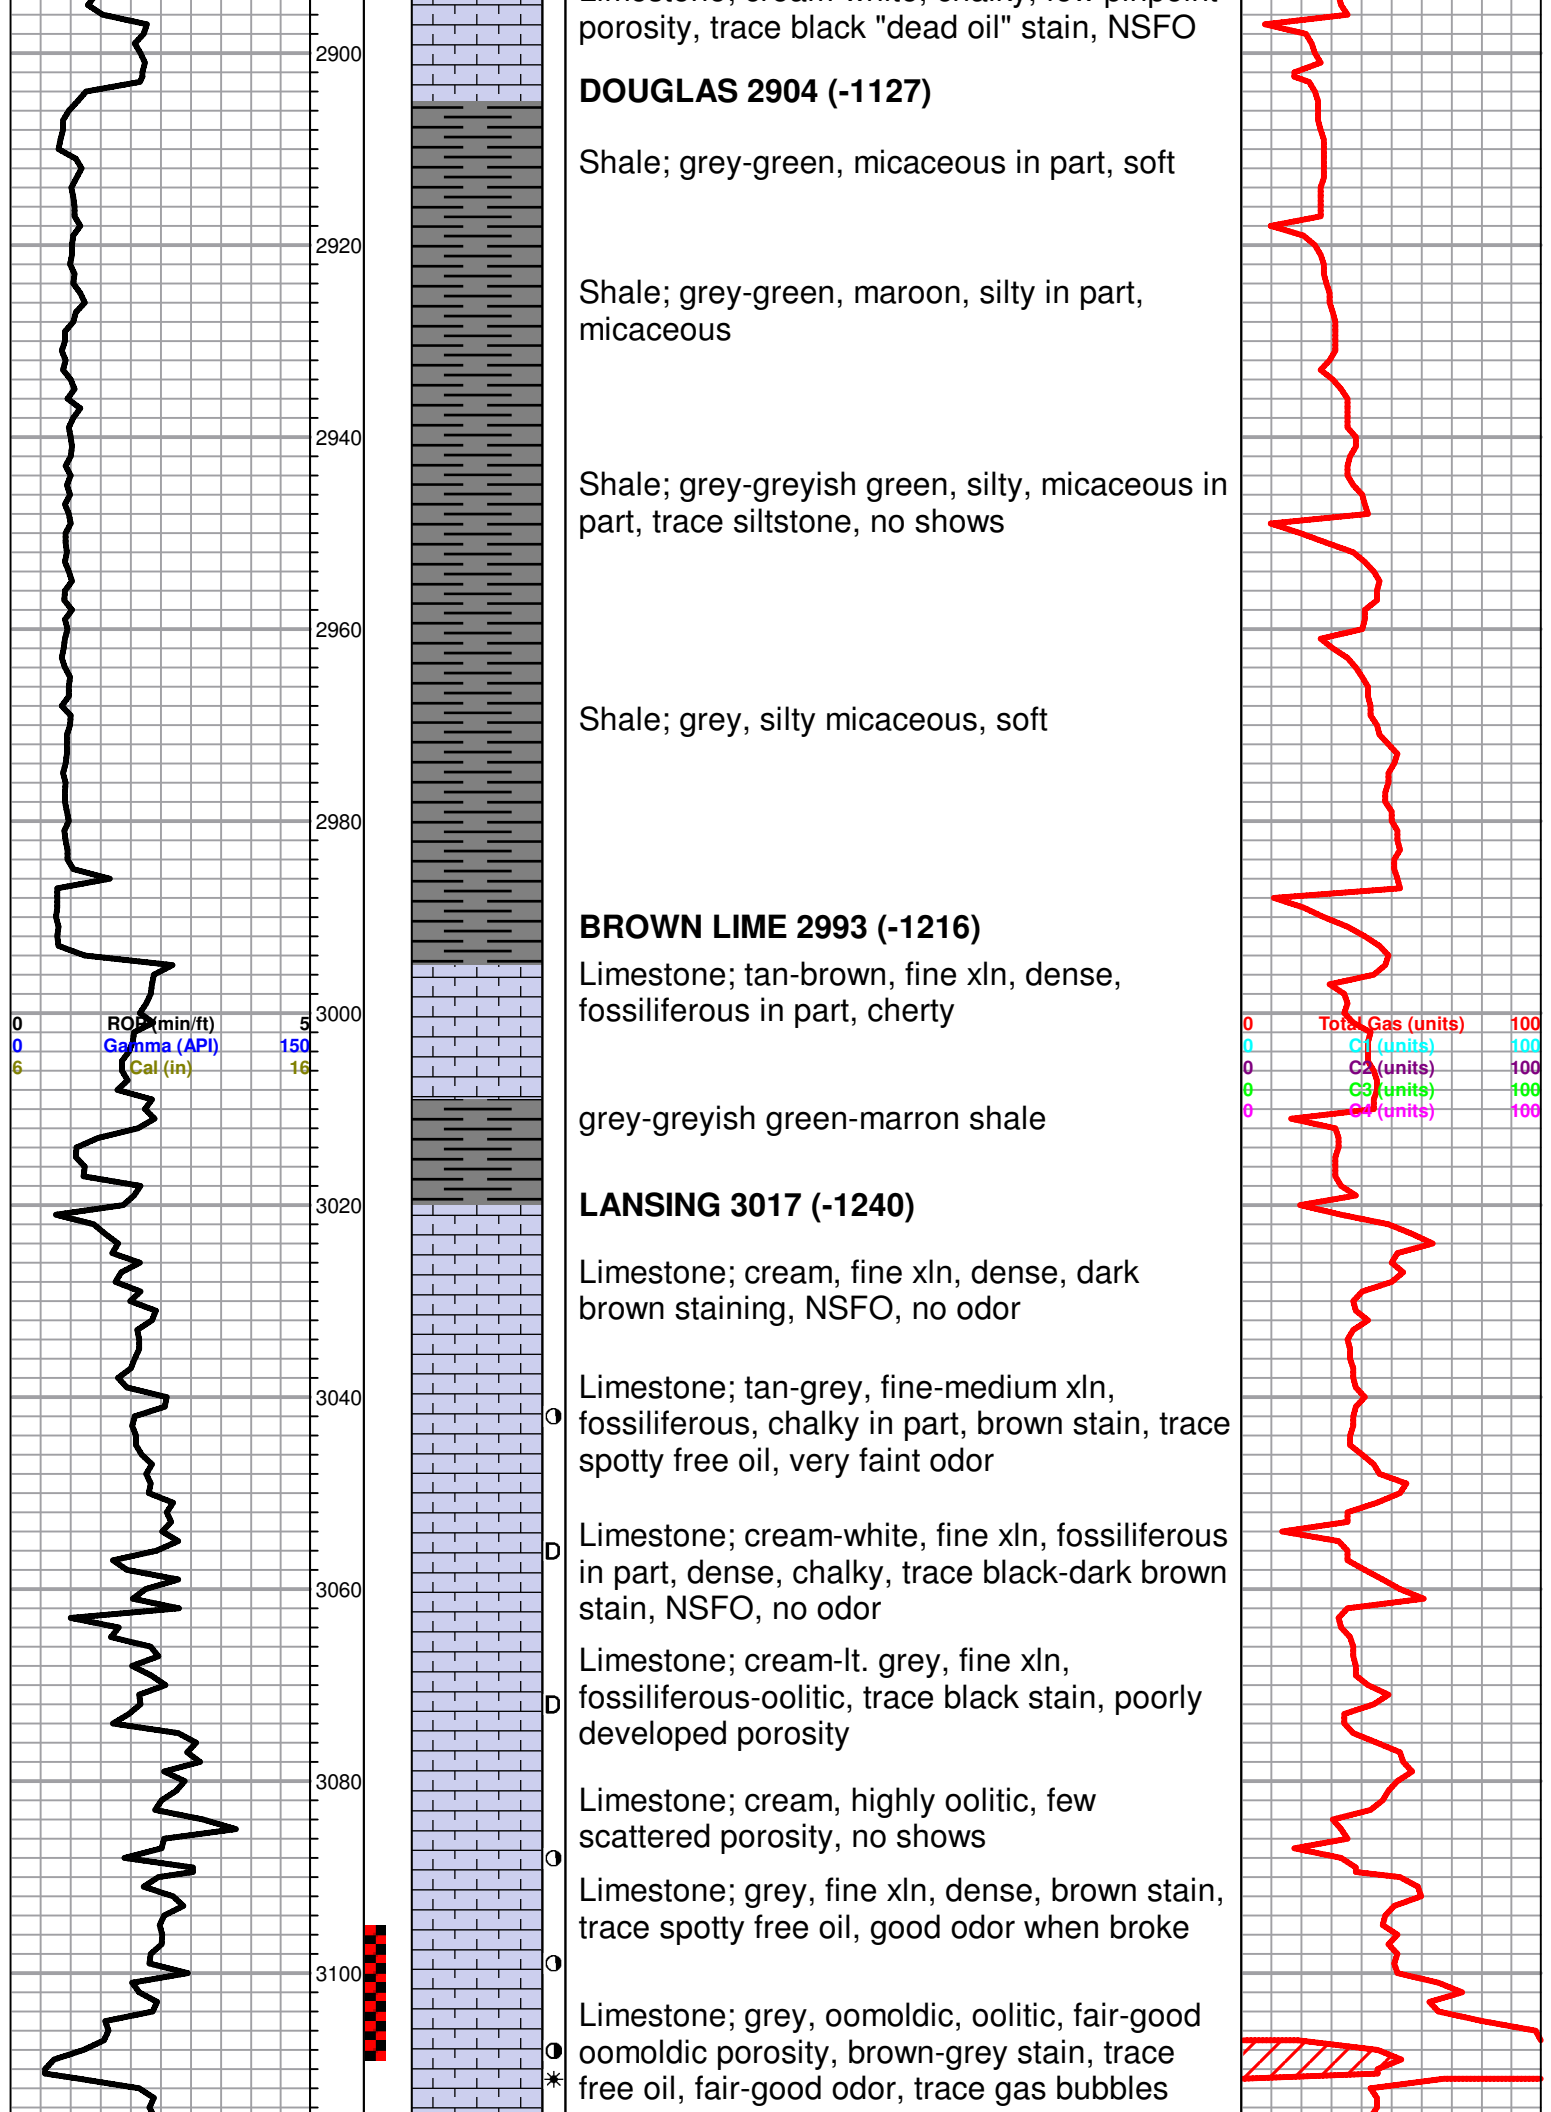 Limestone; cream-white, chalky, few pinpoint
porosity, trace black "dead oil" stain, NSFO
2900
DOUGLAS 2904 (-1127)
Shale; grey-green, micaceous in part, soft
2920
Shale; grey-green, maroon, silty in part,
micaceous
2940
Shale; grey-greyish green, silty, micaceous in
part, trace siltstone, no shows
2960
Shale; grey, silty micaceous, soft
2980
BROWN LIME 2993 (-1216)
Limestone; tan-brown, fine xln, dense,
fossiliferous in part, cherty
3000
0 ROP (min/ft) 5
0 Gamma (API) 150
6 Cal (in) 16
0 Total Gas (units) 100
0 C1 (units) 100
0 C2 (units) 100
0 C3 (units) 100
0 C4 (units) 100
grey-greyish green-marron shale
LANSING 3017 (-1240)
3020
Limestone; cream, fine xln, dense, dark
brown staining, NSFO, no odor
3040
Limestone; tan-grey, fine-medium xln,
fossiliferous, chalky in part, brown stain, trace
spotty free oil, very faint odor
D
Limestone; cream-white, fine xln, fossiliferous
in part, dense, chalky, trace black-dark brown
stain, NSFO, no odor
3060
D
Limestone; cream-lt. grey, fine xln,
fossiliferous-oolitic, trace black stain, poorly
developed porosity
3080
Limestone; cream, highly oolitic, few
scattered porosity, no shows
Limestone; grey, fine xln, dense, brown stain,
trace spotty free oil, good odor when broke
3100
Limestone; grey, oomoldic, oolitic, fair-good
oomoldic porosity, brown-grey stain, trace
free oil, fair-good odor, trace gas bubbles